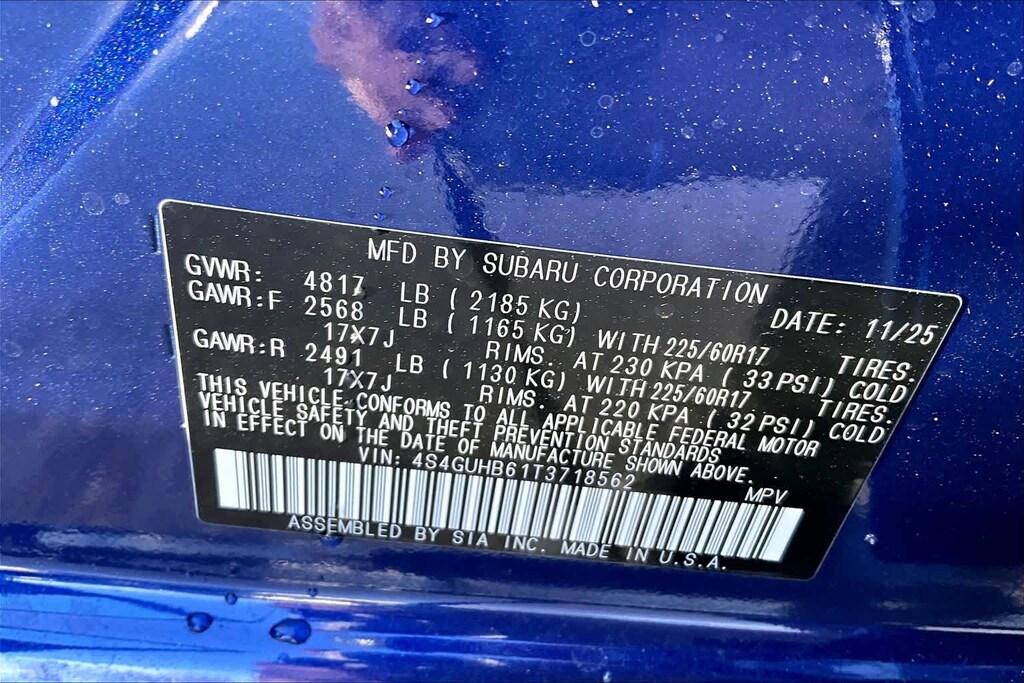 MFD BY SUBARU CORPORATION
DATE: 11/25
GVWR: 4817 LB ( 2185 KG)
GAWR:F 2568 LB ( 1165 KG) WITH 225/60R17 TIRES.
17X7J RIMS. AT 230 KPA ( 33 PSI) COLD
GAWR:R 2491 LB ( 1130 KG) WITH 225/60R17 TIRES.
17X7J RIMS. AT 220 KPA ( 32 PSI) COLD
THIS VEHICLE CONFORMS TO ALL APPLICABLE FEDERAL MOTOR
VEHICLE SAFETY AND THEFT PREVENTION STANDARDS
IN EFFECT ON THE DATE OF MANUFACTURE SHOWN ABOVE.
VIN: 4S4GUHB61T3718562 MPV
ASSEMBLED BY SIA INC. MADE IN U.S.A.